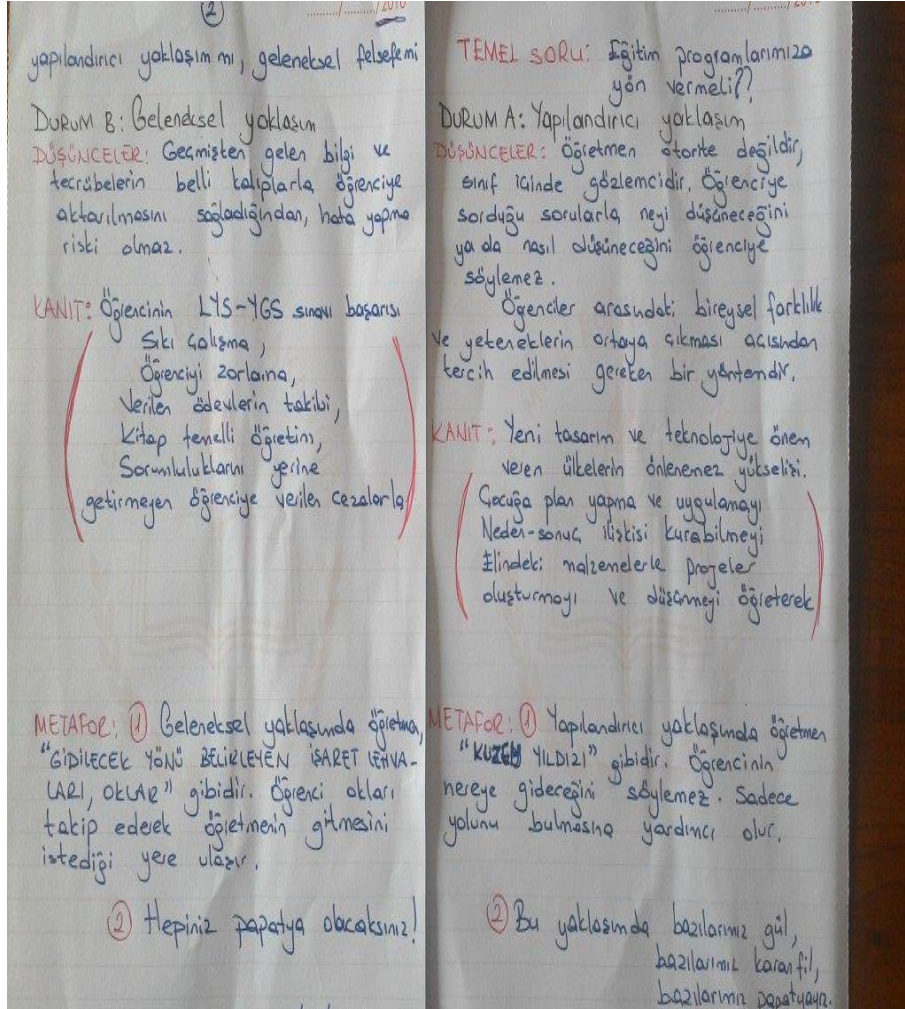 (2)
......../......../2010
yapılandırıcı yaklaşım mı, geleneksel felsefe mi
DURUM B: Geleneksel yaklaşım
DÜŞÜNCELER: Geçmişten gelen bilgi ve
tecrübelerin belli kalıplarla öğrenciye
aktarılmasını sağladığından, hata yapma
riski olmaz.
KANIT: Öğrencinin LYS-YGS sınavı başarısı
Sıkı Çalışma,
Öğrenciyi zorlama,
Verilen ödevlerin takibi,
Kitap temelli öğretim,
Sorumluluklarını yerine
getirmeyen öğrenciye verilen cezalarla
METAFOR: ① Geleneksel yaklaşımda öğretmen,
"GİDİLECEK YÖNÜ BELİRLEYEN İŞARET LEHVA-
LARI, OKLAR" gibidir. Öğrenci okları
takip ederek öğretmenin gitmesini
istediği yere ulaşır.
② Hepiniz papatya olacaksınız!
TEMEL SORU: Eğitim programlarımıza
yön vermeli??
DURUM A: Yapılandırıcı yaklaşım
DÜŞÜNCELER: Öğretmen otorite değildir,
sınıf içinde gözlemcidir. Öğrenciye
sorduğu sorularla neyi düşüneceğini
ya da nasıl düşüneceğini öğrenciye
söylemez.
Öğrenciler arasındaki bireysel farklılık
ve yeteneklerin ortaya çıkması açısından
tercih edilmesi gereken bir yöntemdir.
KANIT: Yeni tasarım ve teknolojiye önem
veren ülkelerin önlenemez yükselişi.
Çocuğa plan yapma ve uygulamayı
Neden-sonuç ilişkisi kurabilmeyi
Elindeki malzemelerle projeler
oluşturmayı ve düşünmeyi öğreterek
METAFOR: ① Yapılandırıcı yaklaşımda öğretmen
"KUZEY YILDIZI" gibidir. Öğrencinin
nereye gideceğini söylemez. Sadece
yolunu bulmasına yardımcı olur.
② Bu yaklaşımda bazılarımız gül,
bazılarımız karanfil,
bazılarımız papatyayız.